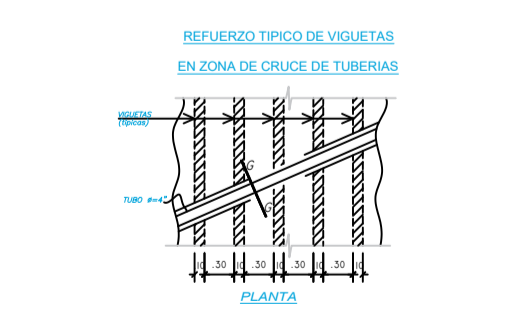 REFUERZO TIPICO DE VIGUETAS
EN ZONA DE CRUCE DE TUBERIAS
VIGUETAS
(típicas)
G
TUBO ø=4"
G
10 .30 10 .30 10 .30 10 .30 10
PLANTA